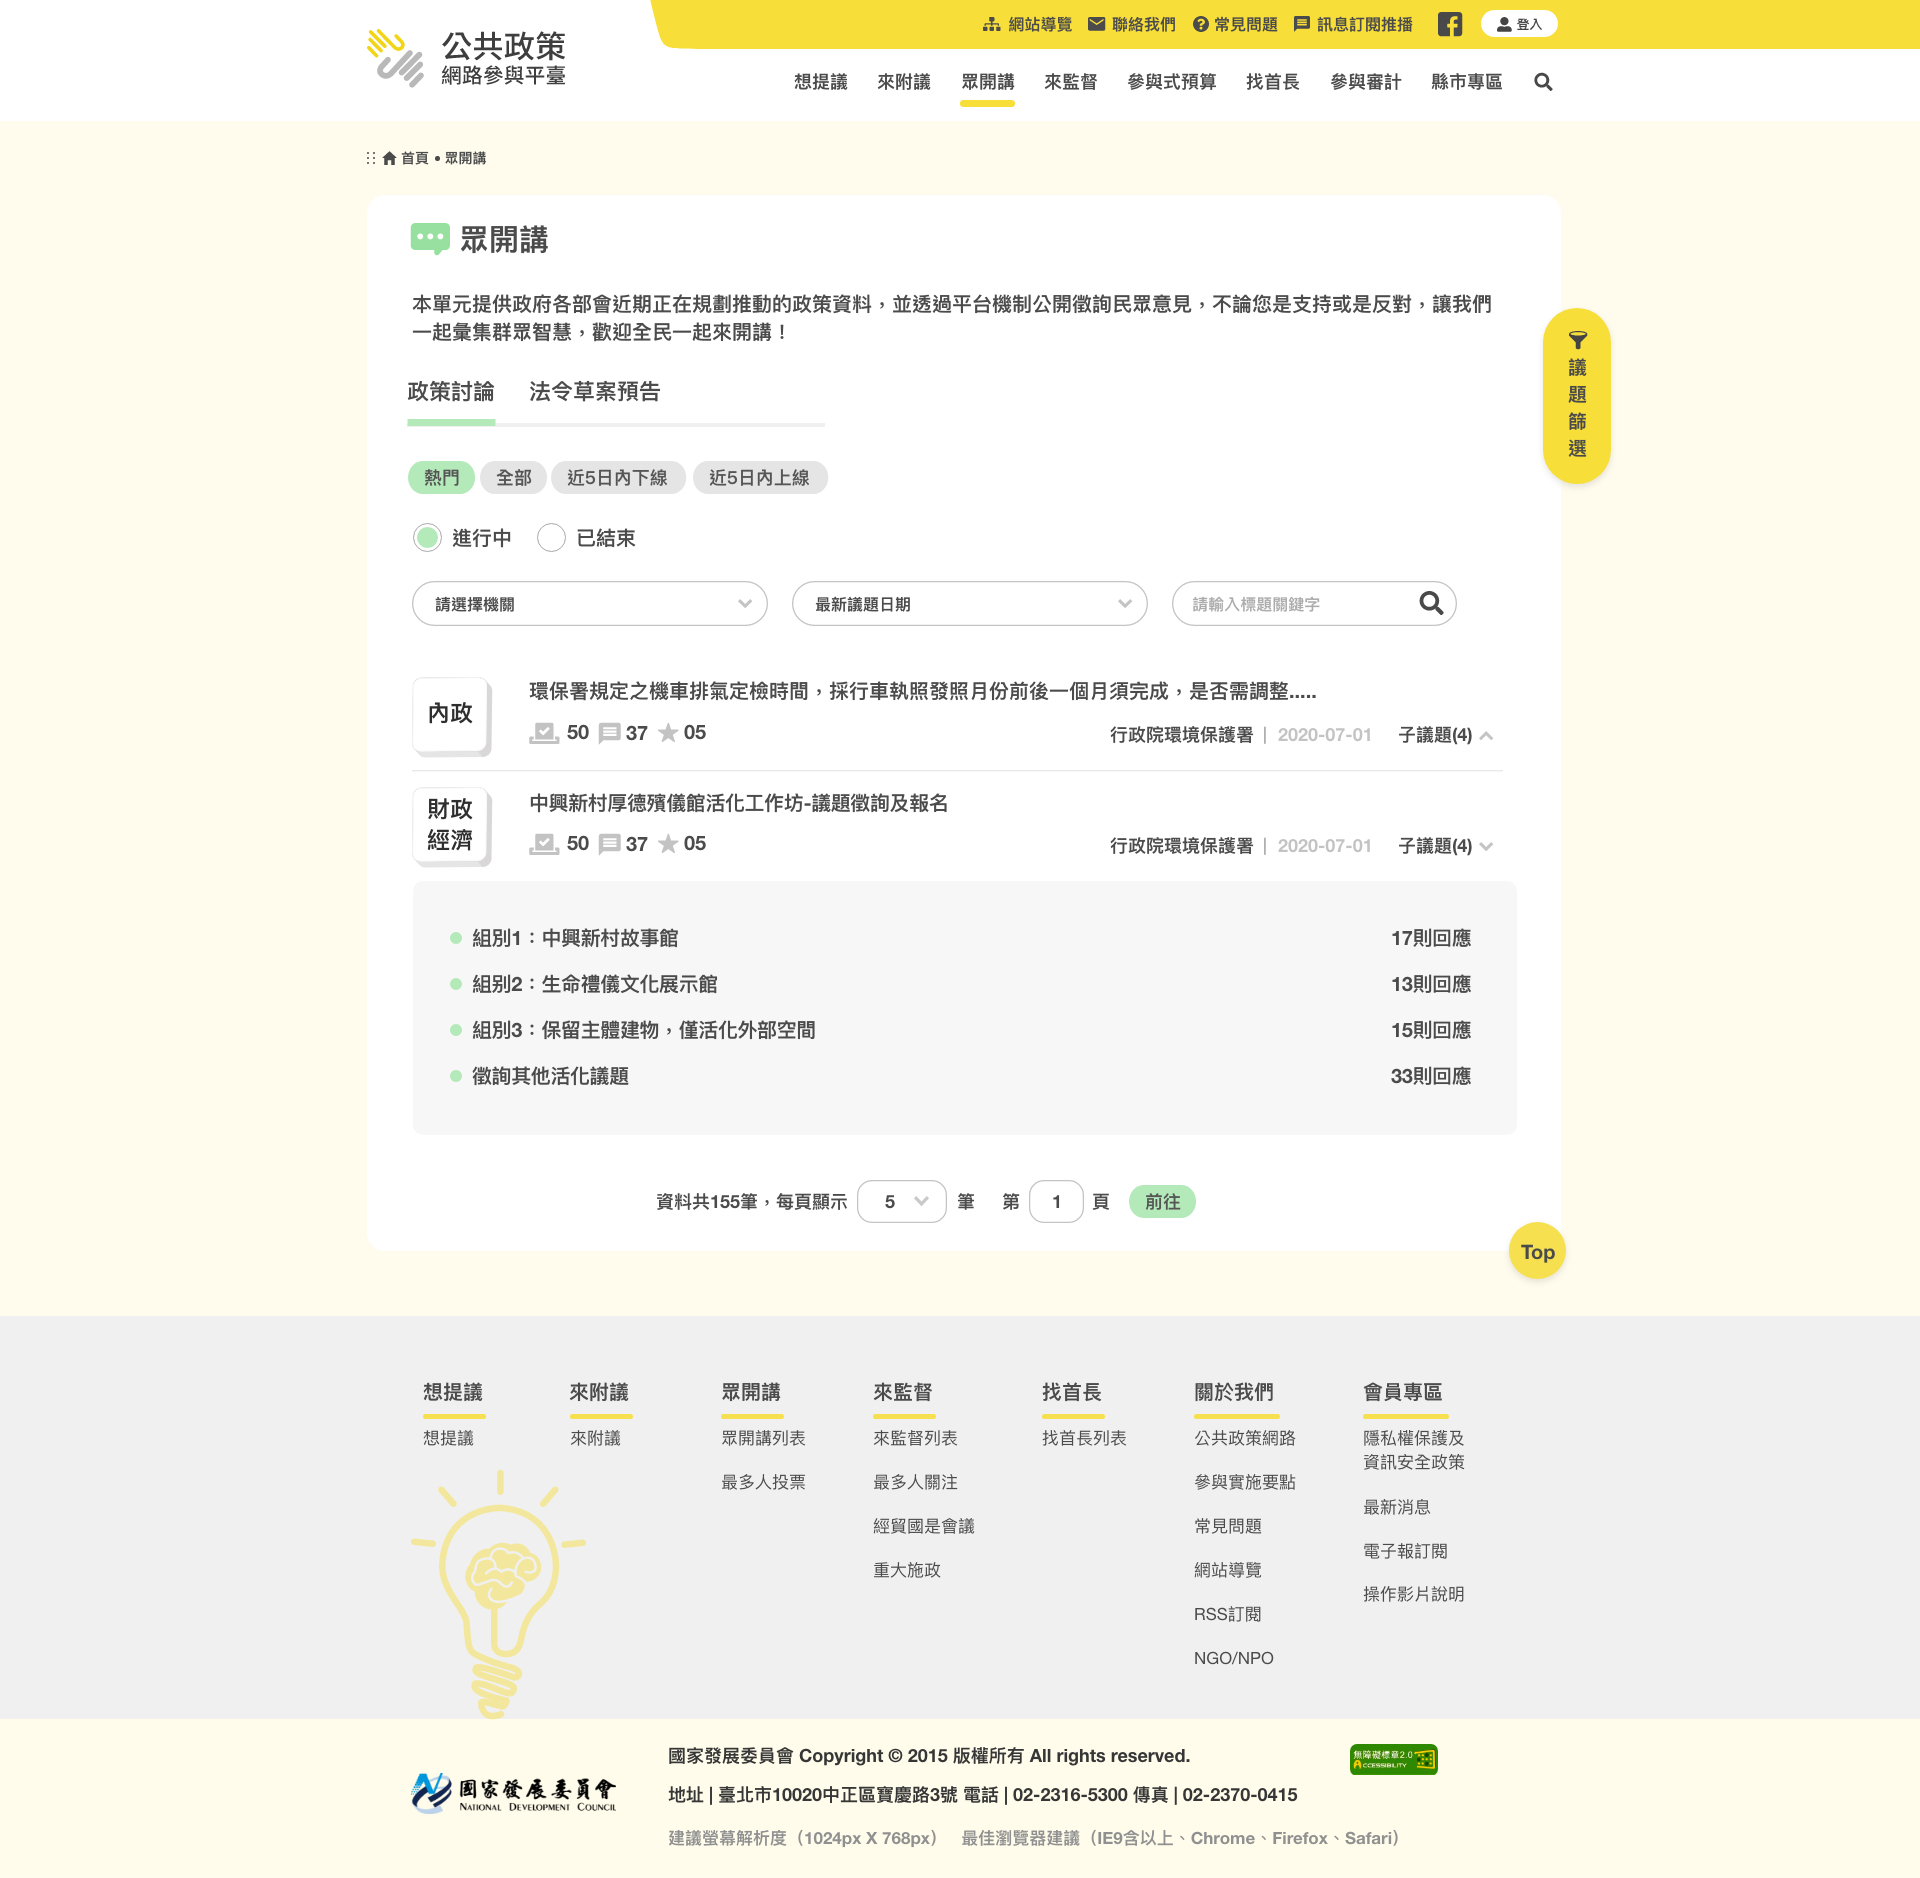 網站導覽 聯絡我們 常見問題 訊息訂閱推播 登入
公共政策
網路參與平臺
想提議 來附議 眾開講 來監督 參與式預算 找首長 參與審計 縣市專區
首頁 • 眾開講
眾開講
本單元提供政府各部會近期正在規劃推動的政策資料，並透過平台機制公開徵詢民眾意見，不論您是支持或是反對，讓我們
一起彙集群眾智慧，歡迎全民一起來開講！
議
題
篩
選
政策討論 法令草案預告
熱門 全部 近5日內下線 近5日內上線
進行中 已結束
請選擇機關 最新議題日期 請輸入標題關鍵字
內政
環保署規定之機車排氣定檢時間，採行車執照發照月份前後一個月須完成，是否需調整.....
50 37 05 行政院環境保護署 | 2020-07-01 子議題(4)
財政
經濟
中興新村厚德殯儀館活化工作坊-議題徵詢及報名
50 37 05 行政院環境保護署 | 2020-07-01 子議題(4)
組別1：中興新村故事館 17則回應
組別2：生命禮儀文化展示館 13則回應
組別3：保留主體建物，僅活化外部空間 15則回應
徵詢其他活化議題 33則回應
資料共155筆，每頁顯示 5 筆 第 1 頁 前往
Top
想提議 來附議 眾開講 來監督 找首長 關於我們 會員專區
想提議 來附議 眾開講列表 來監督列表 找首長列表 公共政策網路 隱私權保護及
資訊安全政策
最多人投票 最多人關注 參與實施要點 最新消息
經貿國是會議 常見問題 電子報訂閱
重大施政 網站導覽 操作影片說明
RSS訂閱
NGO/NPO
國家發展委員會 Copyright © 2015 版權所有 All rights reserved.
無障礙標章2.0
ACCESSIBILITY
國家發展委員會
NATIONAL DEVELOPMENT COUNCIL
地址 | 臺北市10020中正區寶慶路3號 電話 | 02-2316-5300 傳真 | 02-2370-0415
建議螢幕解析度（1024px X 768px） 最佳瀏覽器建議（IE9含以上、Chrome、Firefox、Safari）